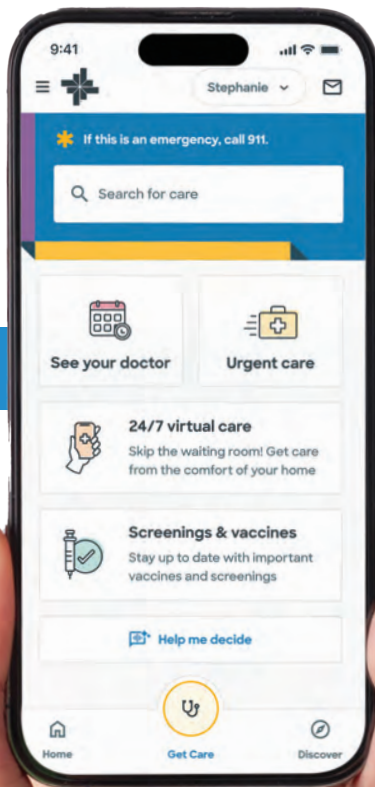 9:41
Stephanie
If this is an emergency, call 911.
Search for care
See your doctor
Urgent care
24/7 virtual care
Skip the waiting room! Get care
from the comfort of your home
Screenings & vaccines
Stay up to date with important
vaccines and screenings
Help me decide
Home
Get Care
Discover